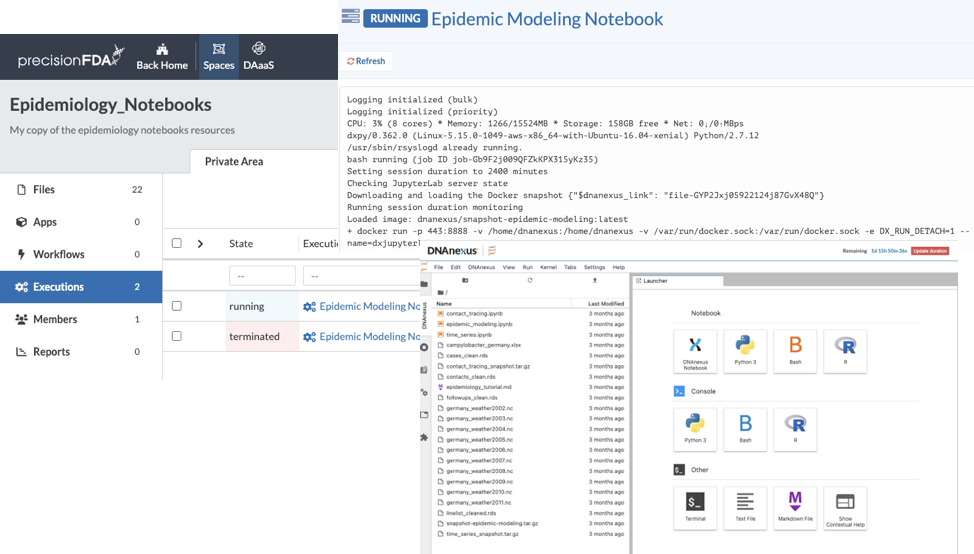 precisionFDA
Back Home
Spaces
DAaaS
Epidemiology_Notebooks
My copy of the epidemiology notebooks resources
Private Area
Files 22
Apps 0
Workflows 0
Executions 2
Members 1
Reports 0
State
--
--
running
Epidemic Modeling No
terminated
Epidemic Modeling No
RUNNING Epidemic Modeling Notebook
Refresh
Logging initialized (bulk)
Logging initialized (priority)
CPU: 3% (8 cores) * Memory: 1266/15524MB * Storage: 158GB free * Net: 0↓/0↑MBps
dxpy/0.362.0 (Linux-5.15.0-1049-aws-x86_64-with-Ubuntu-16.04-xenial) Python/2.7.12
/usr/sbin/rsyslogd already running.
bash running (job ID job-Gb9F2j009QFZkKPX315yKz35)
Setting session duration to 2400 minutes
Checking JupyterLab server state
Downloading and loading the Docker snapshot {"$dnanexus_link": "file-GYP2Jxj05922124j87GvX48Q"}
Running session duration monitoring
Loaded image: dnanexus/snapshot-epidemic-modeling:latest
+ docker run -p 443:8888 -v /home/dnanexus:/home/dnanexus -v /var/run/docker.sock:/var/run/docker.sock -e DX_RUN_DETACH=1 --
name=dxjupyterl
DNAnexus
Remaining 1d 15h 50m 36s Update duration
File Edit DNAnexus View Run Kernel Tabs Settings Help
DNAnexus
/
Name Last Modified
contact_tracing.ipynb 3 months ago
epidemic_modeling.ipynb 3 months ago
time_series.ipynb 3 months ago
campylobacter_germany.xlsx 3 months ago
cases_clean.rds 3 months ago
contact_tracing_snapshot.tar.gz 3 months ago
contacts_clean.rds 3 months ago
epidemiology_tutorial.md 3 months ago
followups_clean.rds 3 months ago
germany_weather2002.nc 3 months ago
germany_weather2003.nc 3 months ago
germany_weather2004.nc 3 months ago
germany_weather2005.nc 3 months ago
germany_weather2006.nc 3 months ago
germany_weather2007.nc 3 months ago
germany_weather2008.nc 3 months ago
germany_weather2009.nc 3 months ago
germany_weather2010.nc 3 months ago
germany_weather2011.nc 3 months ago
linelist_cleaned.rds 3 months ago
snapshot-epidemic-modeling.tar.gz 3 months ago
time_series_snapshot.tar.gz 3 months ago
Launcher
Notebook
DNAnexus
Notebook
Python 3
Bash
R
Console
Python 3
Bash
R
Other
Terminal
Text File
Markdown File
Show
Contextual Help